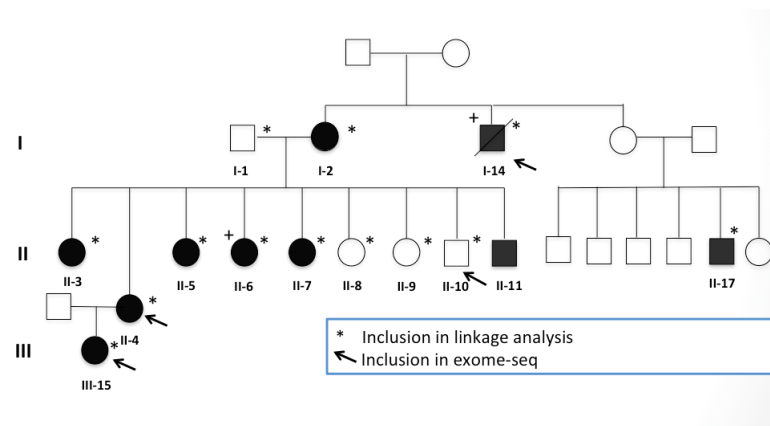 +
*
*
*
I
I-1
I-2
I-14
+
*
*
*
*
*
*
*
*
II
II-3
II-5
II-6
II-7
II-8
II-9
II-10
II-11
II-17
*
II-4
*
III
III-15
* Inclusion in linkage analysis
Inclusion in exome-seq